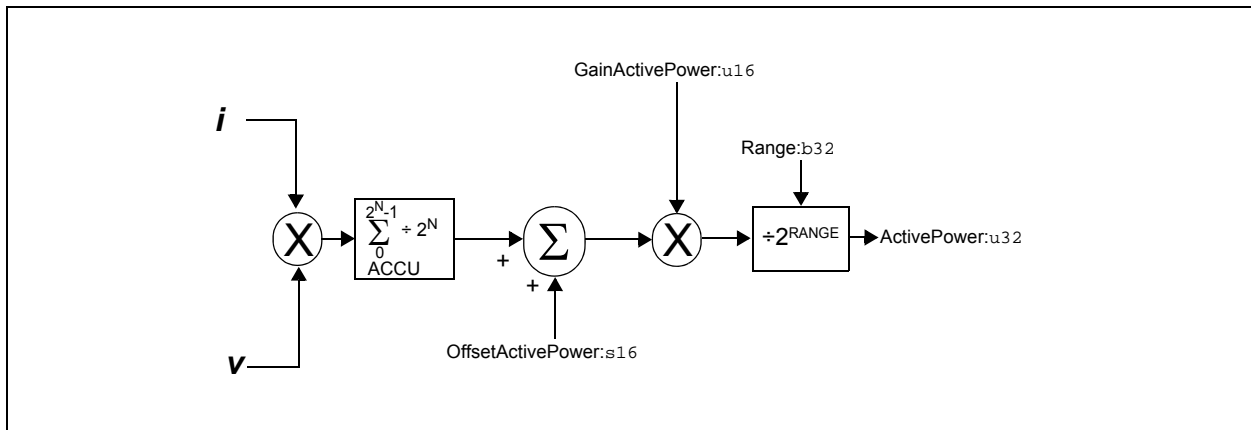 GainActivePower:u16
i
Range:b32
X
2^N-1
∑ ÷ 2^N
0
ACCU
+
Σ
+
X
÷2^RANGE
ActivePower:u32
OffsetActivePower:s16
v